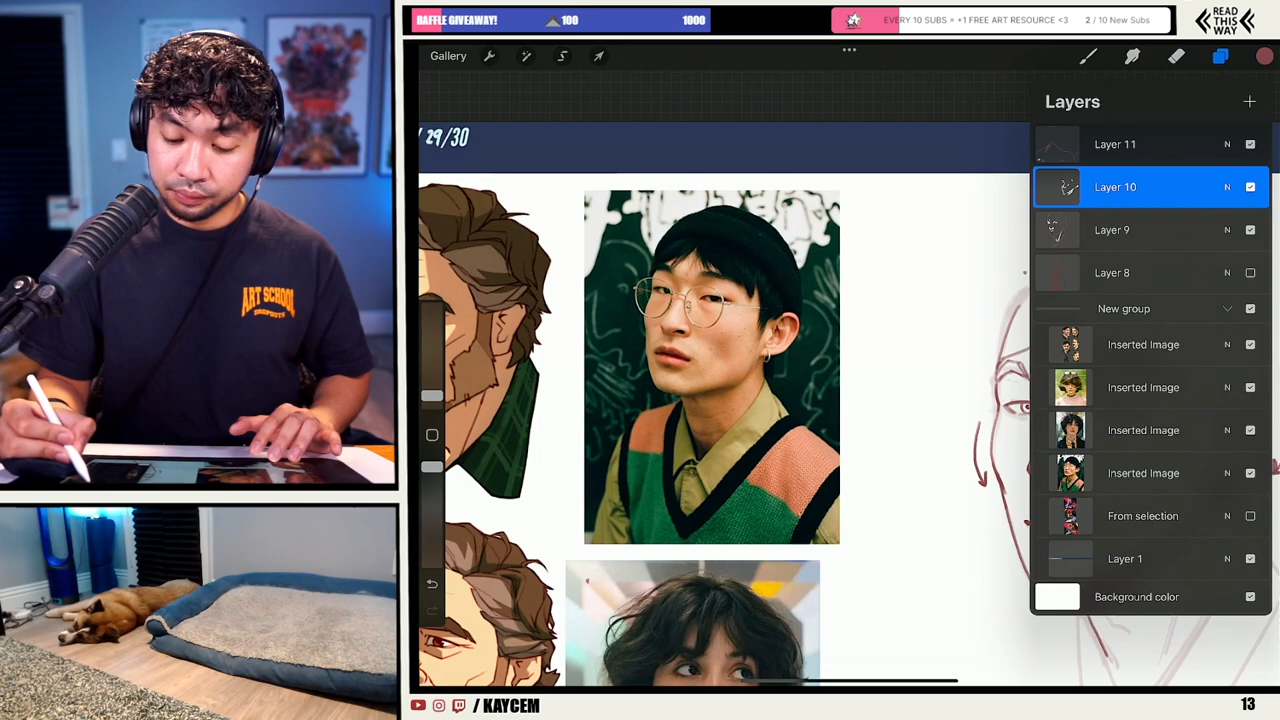 RAFFLE GIVEAWAY!
100
1000
EVERY 10 SUBS = +1 FREE ART RESOURCE <3
2 / 10 New Subs
READ
THIS
WAY
Gallery
/ 29/30
Layers
Layer 11
N
Layer 10
N
Layer 9
N
Layer 8
N
New group
Inserted Image
N
Inserted Image
N
Inserted Image
N
Inserted Image
N
From selection
N
Layer 1
N
Background color
ART SCHOOL
DROPOUTS
/ KAYCEM
13